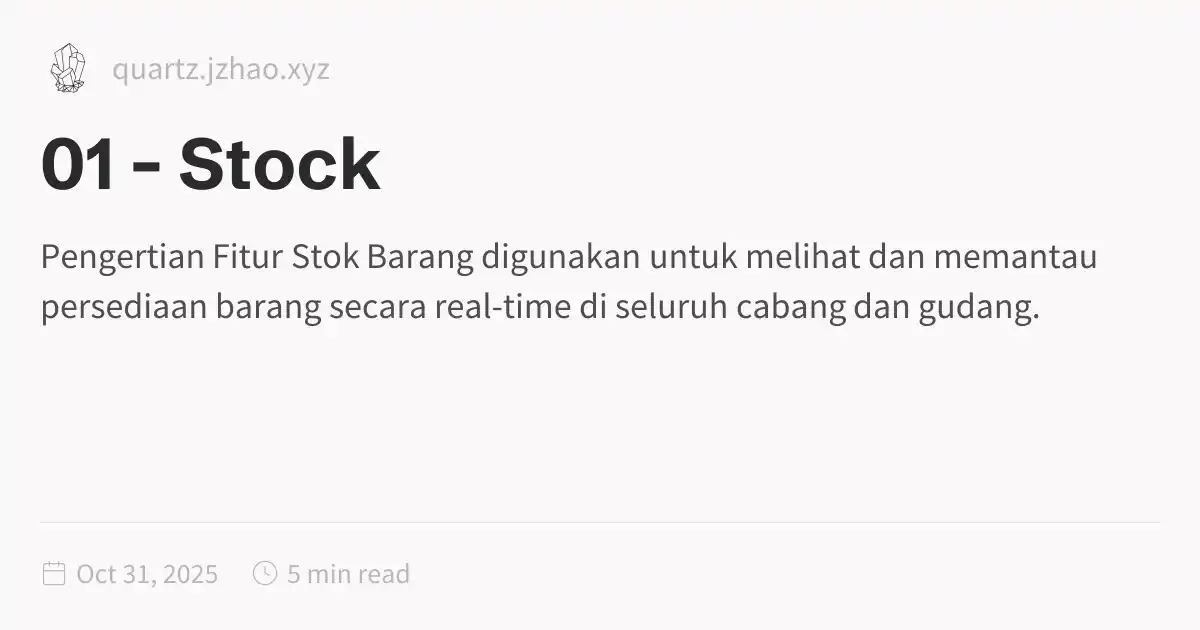 quartz.jzhao.xyz
01 - Stock
Pengertian Fitur Stok Barang digunakan untuk melihat dan memantau
persediaan barang secara real-time di seluruh cabang dan gudang.
Oct 31, 2025 5 min read